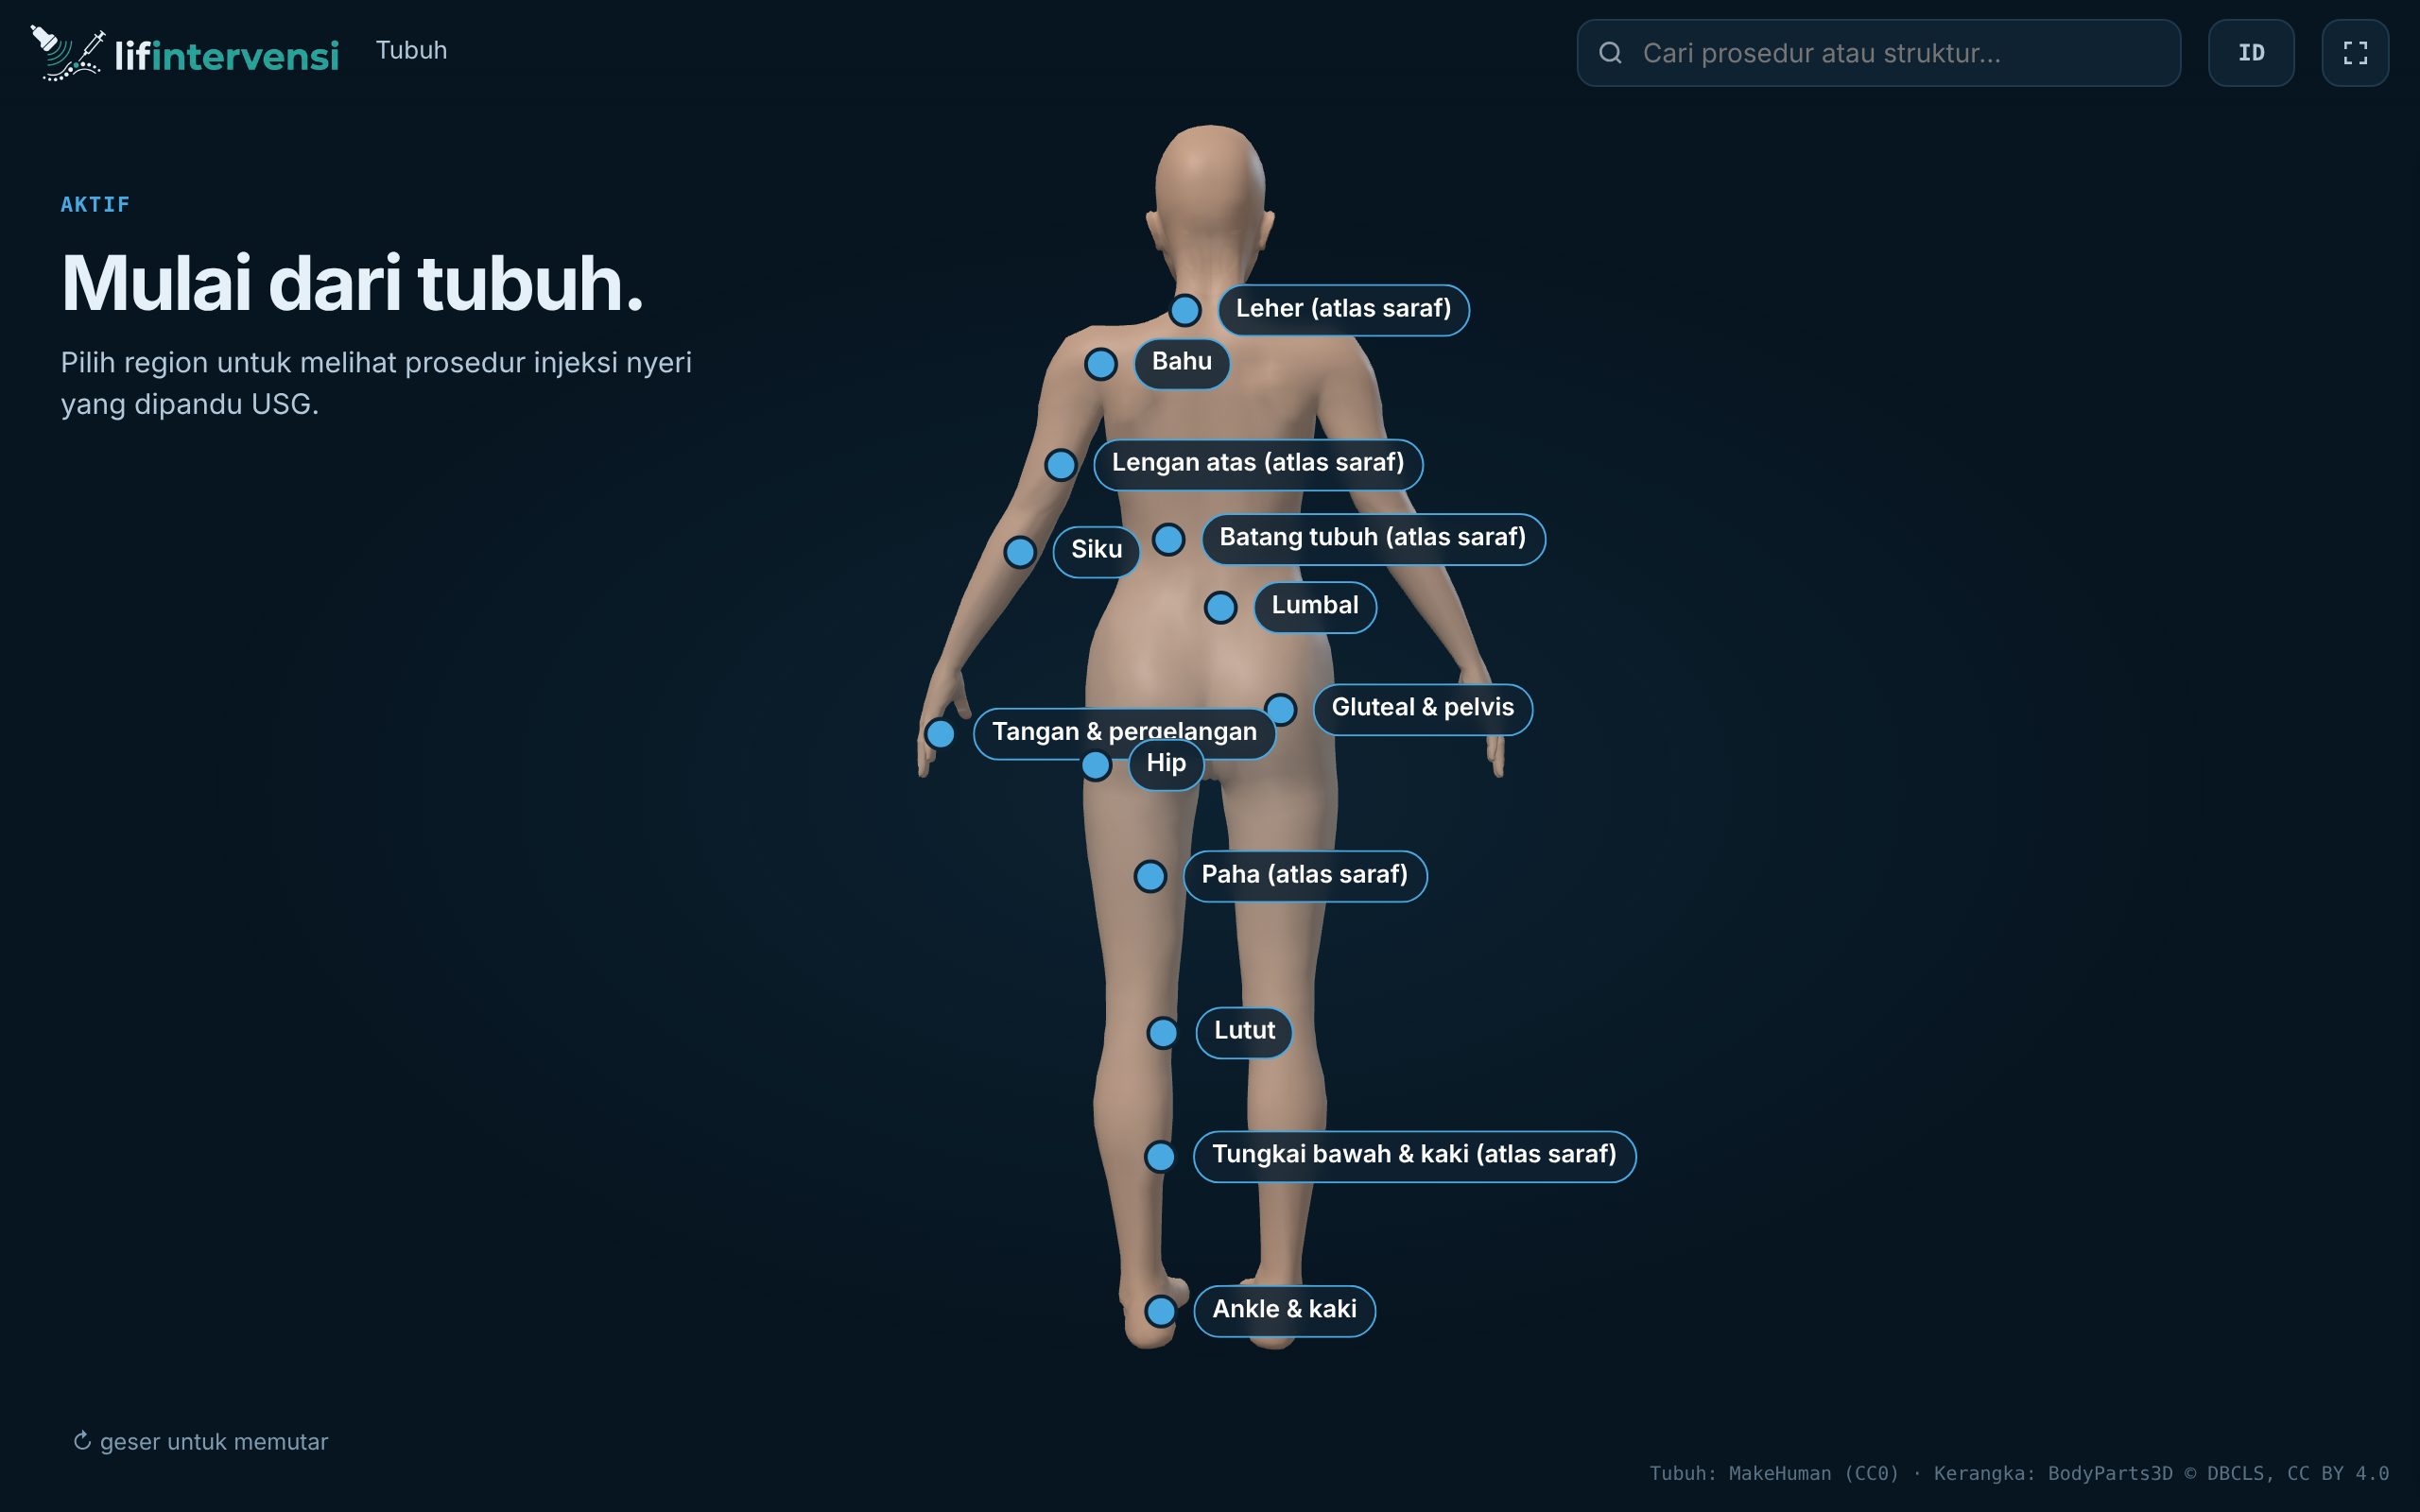 lifintervensi
Tubuh
Cari prosedur atau struktur...
ID
AKTIF
Mulai dari tubuh.
Pilih region untuk melihat prosedur injeksi nyeri
yang dipandu USG.
Leher (atlas saraf)
Bahu
Lengan atas (atlas saraf)
Batang tubuh (atlas saraf)
Siku
Lumbal
Gluteal & pelvis
Tangan & pergelangan
Hip
Paha (atlas saraf)
Lutut
Tungkai bawah & kaki (atlas saraf)
Ankle & kaki
↻ geser untuk memutar
Tubuh: MakeHuman (CC0) · Kerangka: BodyParts3D © DBCLS, CC BY 4.0